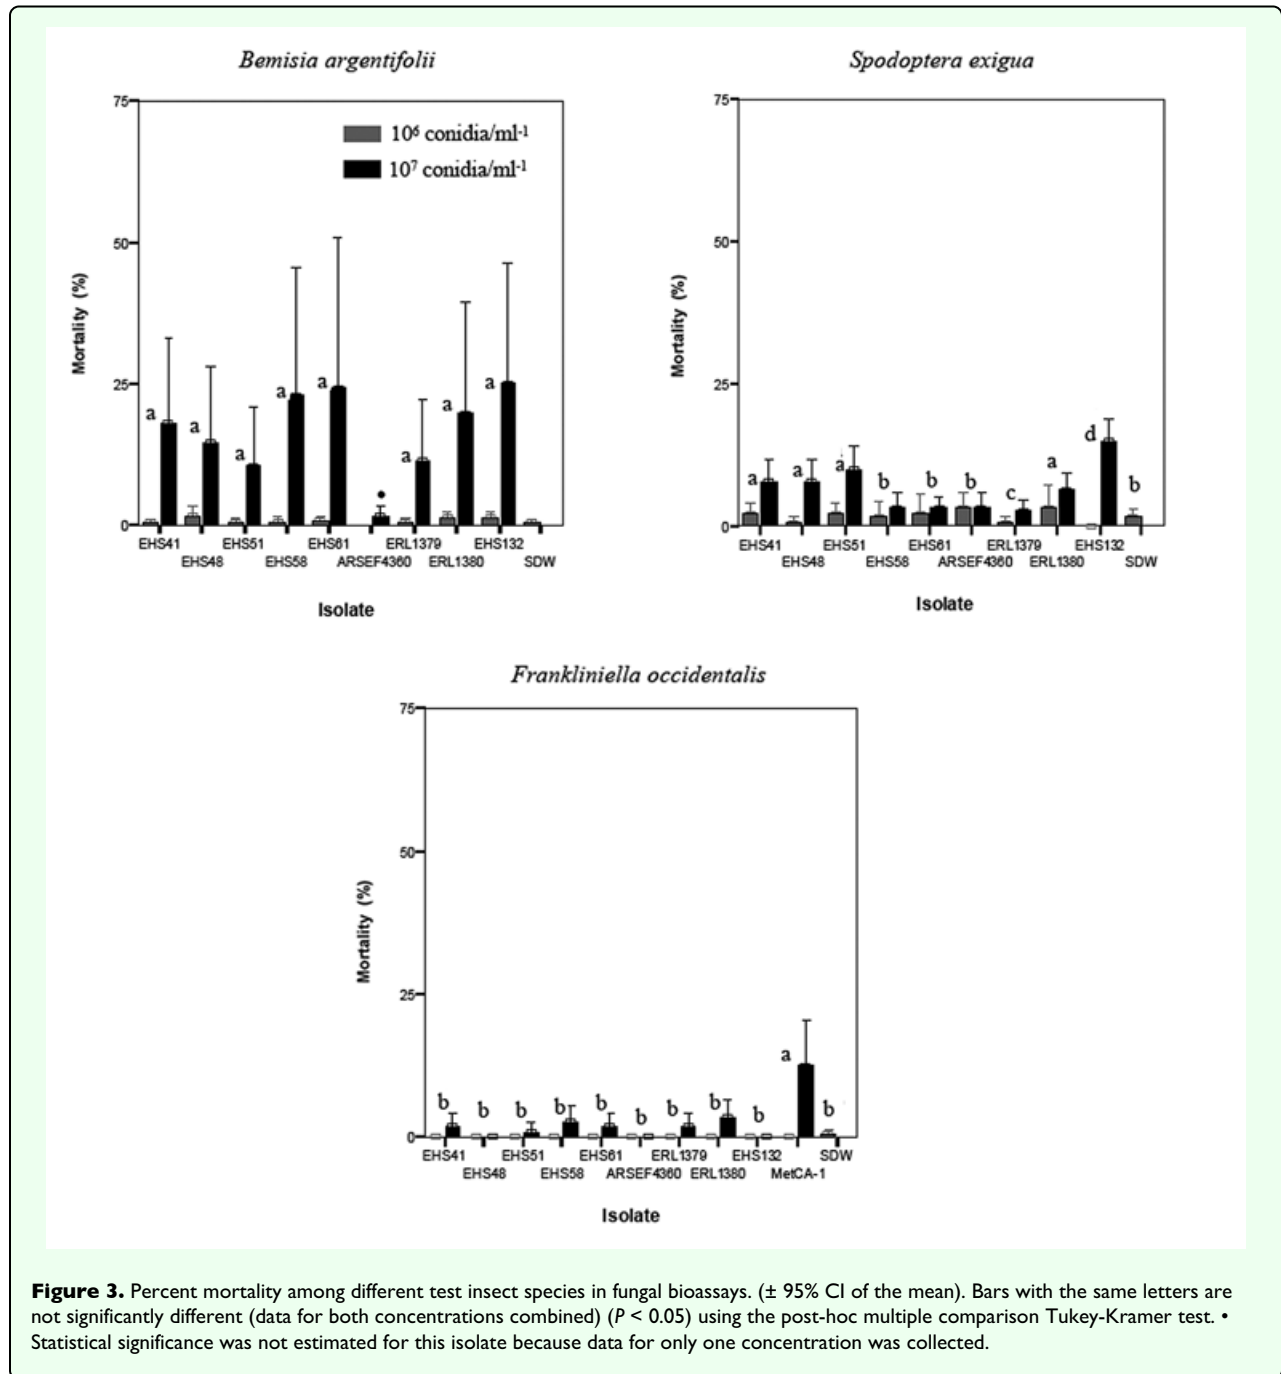 Bemisia argentifolii
75
50
25
0
Mortality (%)
10⁶ conidia/ml⁻¹
10⁷ conidia/ml⁻¹
a a a a a • a a a
EHS41 EHS51 EHS61 ERL1379 EHS132
EHS48 EHS58 ARSEF4360 ERL1380 SDW
Isolate
Spodoptera exigua
75
50
25
0
Mortality (%)
a a a b b b c a d b
EHS41 EHS51 EHS61 ERL1379 EHS132
EHS48 EHS58 ARSEF4360 ERL1380 SDW
Isolate
Frankliniella occidentalis
75
50
25
0
Mortality (%)
b b b b b b b b b a b
EHS41 EHS51 EHS61 ERL1379 EHS132 SDW
EHS48 EHS58 ARSEF4360 ERL1380 MetCA-1
Isolate
Figure 3. Percent mortality among different test insect species in fungal bioassays. (± 95% CI of the mean). Bars with the same letters are
not significantly different (data for both concentrations combined) (P < 0.05) using the post-hoc multiple comparison Tukey-Kramer test. •
Statistical significance was not estimated for this isolate because data for only one concentration was collected.